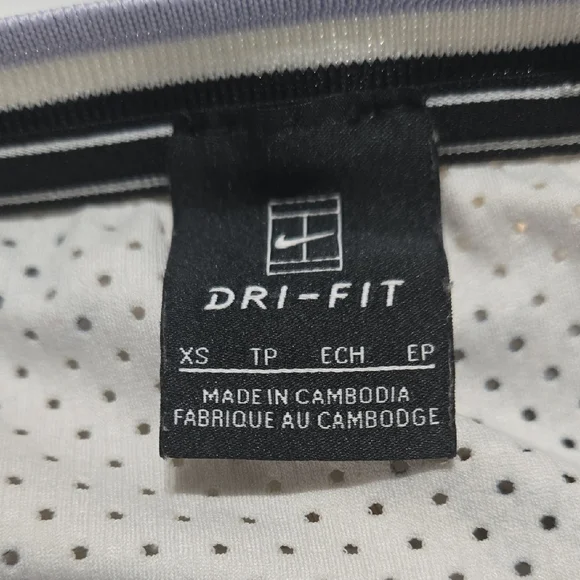 DRI-FIT
XS TP ECH EP
MADE IN CAMBODIA
FABRIQUE AU CAMBODGE